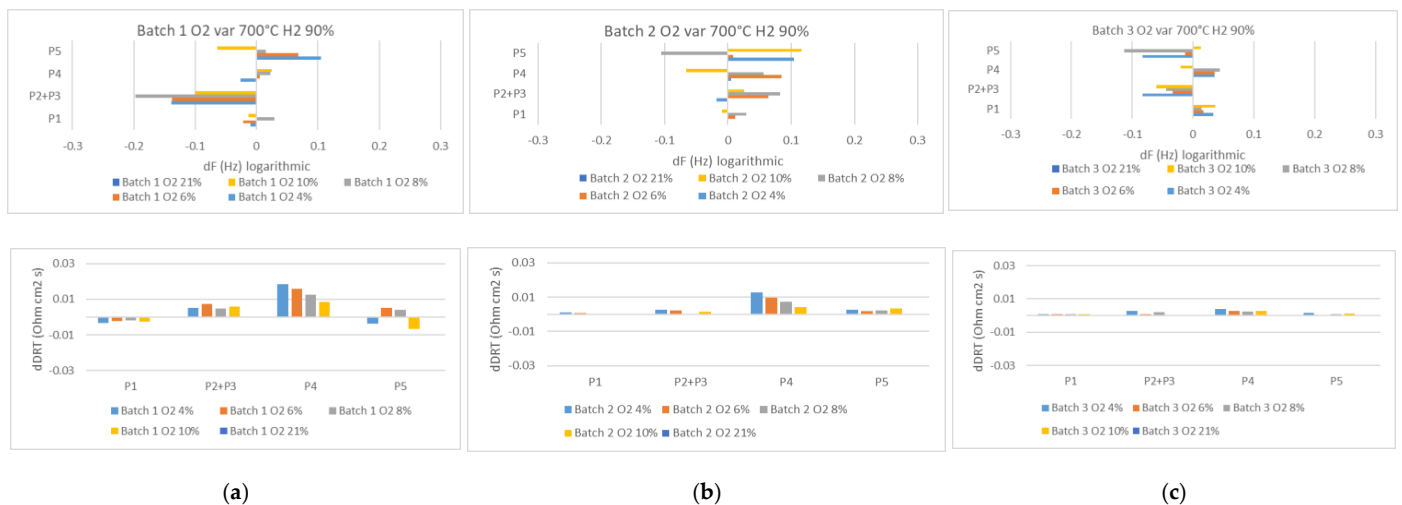 Batch 1 O2 var 700°C H2 90%
P5
P4
P2+P3
P1
-0.3 -0.2 -0.1 0 0.1 0.2 0.3
dF (Hz) logarithmic
Batch 1 O2 21% Batch 1 O2 10% Batch 1 O2 8%
Batch 1 O2 6% Batch 1 O2 4%
Batch 2 O2 var 700°C H2 90%
P5
P4
P2+P3
P1
-0.3 -0.2 -0.1 0 0.1 0.2 0.3
dF (Hz) logarithmic
Batch 2 O2 21% Batch 2 O2 10% Batch 2 O2 8%
Batch 2 O2 6% Batch 2 O2 4%
Batch 3 O2 var 700°C H2 90%
P5
P4
P2+P3
P1
-0.3 -0.2 -0.1 0 0.1 0.2 0.3
dF (Hz) logarithmic
Batch 3 O2 21% Batch 3 O2 10% Batch 3 O2 8%
Batch 3 O2 6% Batch 3 O2 4%
dDRT (Ohm cm2 s)
0.03
0.01
-0.01
-0.03
P1 P2+P3 P4 P5
Batch 1 O2 4% Batch 1 O2 6% Batch 1 O2 8%
Batch 1 O2 10% Batch 1 O2 21%
dDRT (Ohm cm2 s)
0.03
0.01
-0.01
-0.03
P1 P2+P3 P4 P5
Batch 2 O2 4% Batch 2 O2 6% Batch 2 O2 8%
Batch 2 O2 10% Batch 2 O2 21%
dDRT (Ohm cm2 s)
0.03
0.01
-0.01
-0.03
P1 P2+P3 P4 P5
Batch 3 O2 4% Batch 3 O2 6% Batch 3 O2 8%
Batch 3 O2 10% Batch 3 O2 21%
(a) (b) (c)